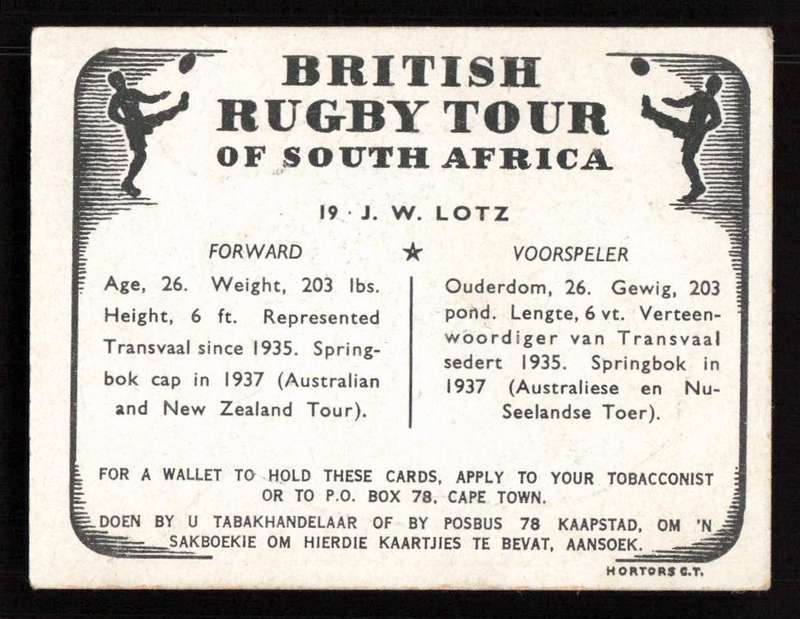 BRITISH
RUGBY TOUR
OF SOUTH AFRICA
19 · J. W. LOTZ
FORWARD
Age, 26. Weight, 203 lbs.
Height, 6 ft. Represented
Transvaal since 1935. Spring-
bok cap in 1937 (Australian
and New Zealand Tour).
VOORSPELER
Ouderdom, 26. Gewig, 203
pond. Lengte, 6 vt. Verteen-
woordiger van Transvaal
sedert 1935. Springbok in
1937 (Australiese en Nu-
Seelandse Toer).
FOR A WALLET TO HOLD THESE CARDS, APPLY TO YOUR TOBACCONIST
OR TO P.O. BOX 78, CAPE TOWN.
DOEN BY U TABAKHANDELAAR OF BY POSBUS 78 KAAPSTAD, OM 'N
SAKBOEKIE OM HIERDIE KAARTJIES TE BEVAT, AANSOEK.
HORTORS C.T.